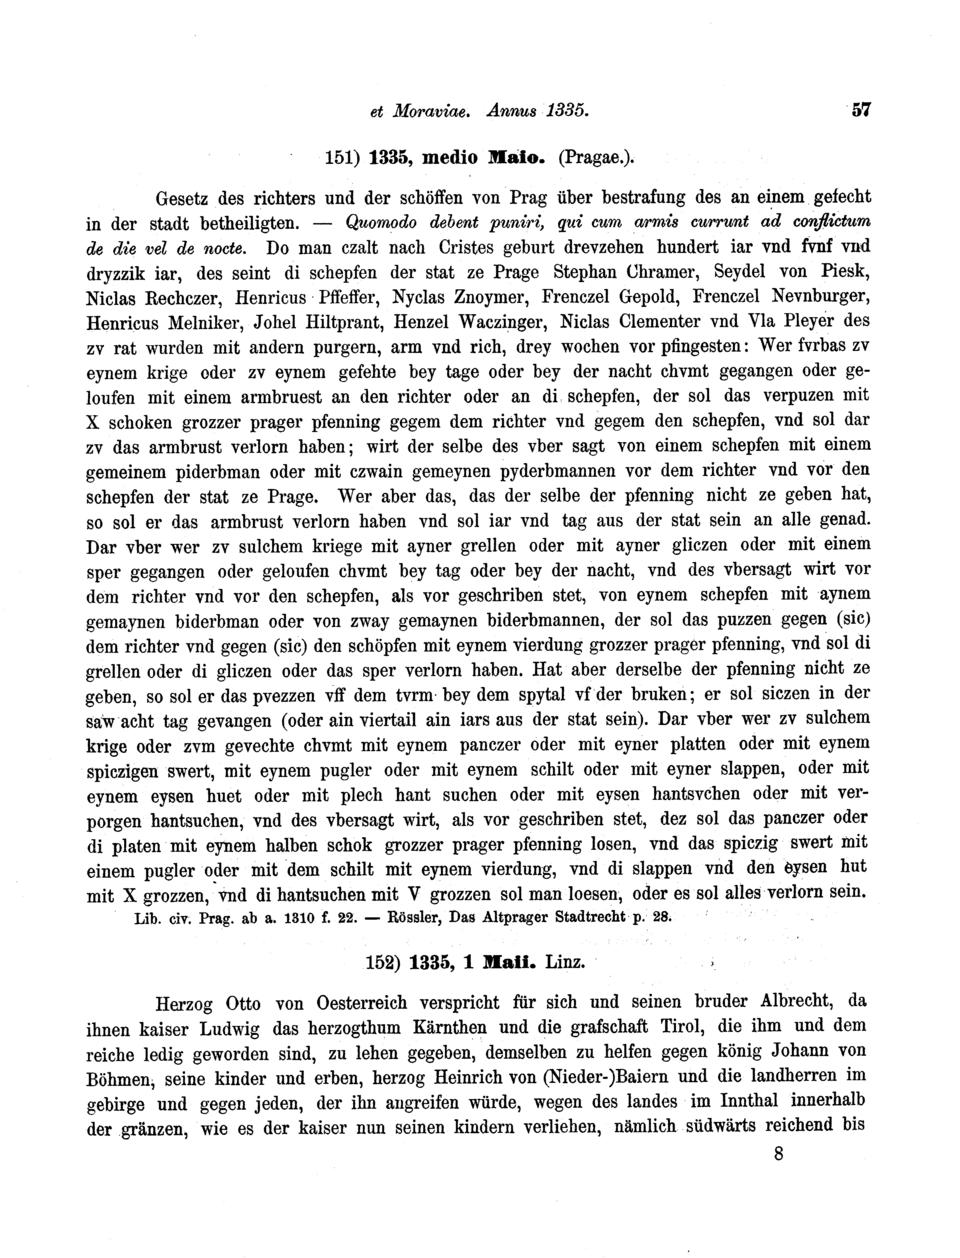 et Moraviae. Annus 1335.
57
151) 1335, medio Maio. (Pragae.).
Gesetz des richters und der schöffen von Prag über bestrafung des an einem gefecht
in der stadt betheiligten. — Quomodo debent puniri, qui cum armis currunt ad conflictum
de die vel de nocte. Do man czalt nach Cristes geburt drevzehen hundert iar vnd fvnf vnd
dryzzik iar, des seint di schepfen der stat ze Prage Stephan Chramer, Seydel von Piesk,
Niclas Rechczer, Henricus Pffeffer, Nyclas Znoymer, Frenczel Gepold, Frenczel Nevnburger,
Henricus Melniker, Johel Hiltprant, Henzel Waczinger, Niclas Clementer vnd Vla Pleyer des
zv rat wurden mit andern purgern, arm vnd rich, drey wochen vor pfingesten: Wer fvrbas zv
eynem krige oder zv eynem gefehte bey tage oder bey der nacht chvmt gegangen oder ge-
loufen mit einem armbruest an den richter oder an di schepfen, der sol das verpuzen mit
X schoken grozzer prager pfenning gegem dem richter vnd gegem den schepfen, vnd sol dar
zv das armbrust verlorn haben; wirt der selbe des vber sagt von einem schepfen mit einem
gemeinem piderbman oder mit czwain gemeynen pyderbmannen vor dem richter vnd vor den
schepfen der stat ze Prage. Wer aber das, das der selbe der pfenning nicht ze geben hat,
so sol er das armbrust verlorn haben vnd sol iar vnd tag aus der stat sein an alle genad.
Dar vber wer zv sulchem kriege mit ayner grellen oder mit ayner gliczen oder mit einem
sper gegangen oder geloufen chvmt bey tag oder bey der nacht, vnd des vbersagt wirt vor
dem richter vnd vor den schepfen, als vor geschriben stet, von eynem schepfen mit aynem
gemaynen biderbman oder von zway gemaynen biderbmannen, der sol das puzzen gegen (sic)
dem richter vnd gegen (sic) den schöpfen mit eynem vierdung grozzer prager pfenning, vnd sol di
grellen oder di gliczen oder das sper verlorn haben. Hat aber derselbe der pfenning nicht ze
geben, so sol er das pvezzen vff dem tvrm bey dem spytal vf der bruken; er sol siczen in der
saw acht tag gevangen (oder ain viertail ain iars aus der stat sein). Dar vber wer zv sulchem
krige oder zvm gevechte chvmt mit eynem panczer oder mit eyner platten oder mit eynem
spiczigen swert, mit eynem pugler oder mit eynem schilt oder mit eyner slappen, oder mit
eynem eysen huet oder mit plech hant suchen oder mit eysen hantsvchen oder mit ver-
porgen hantsuchen, vnd des vbersagt wirt, als vor geschriben stet, dez sol das panczer oder
di platen mit eynem halben schok grozzer prager pfenning losen, vnd das spiczig swert mit
einem pugler oder mit dem schilt mit eynem vierdung, vnd di slappen vnd den eysen hut
mit X grozzen, vnd di hantsuchen mit V grozzen sol man loesen, oder es sol alles verlorn sein.
Lib. civ. Prag. ab a. 1310 f. 22. — Rössler, Das Altprager Stadtrecht p. 28.
152) 1335, 1 Maii. Linz.
Herzog Otto von Oesterreich verspricht für sich und seinen bruder Albrecht, da
ihnen kaiser Ludwig das herzogthum Kärnthen und die grafschaft Tirol, die ihm und dem
reiche ledig geworden sind, zu lehen gegeben, demselben zu helfen gegen könig Johann von
Böhmen, seine kinder und erben, herzog Heinrich von (Nieder-)Baiern und die landherren im
gebirge und gegen jeden, der ihn angreifen würde, wegen des landes im Innthal innerhalb
der gränzen, wie es der kaiser nun seinen kindern verliehen, nämlich südwärts reichend bis
8